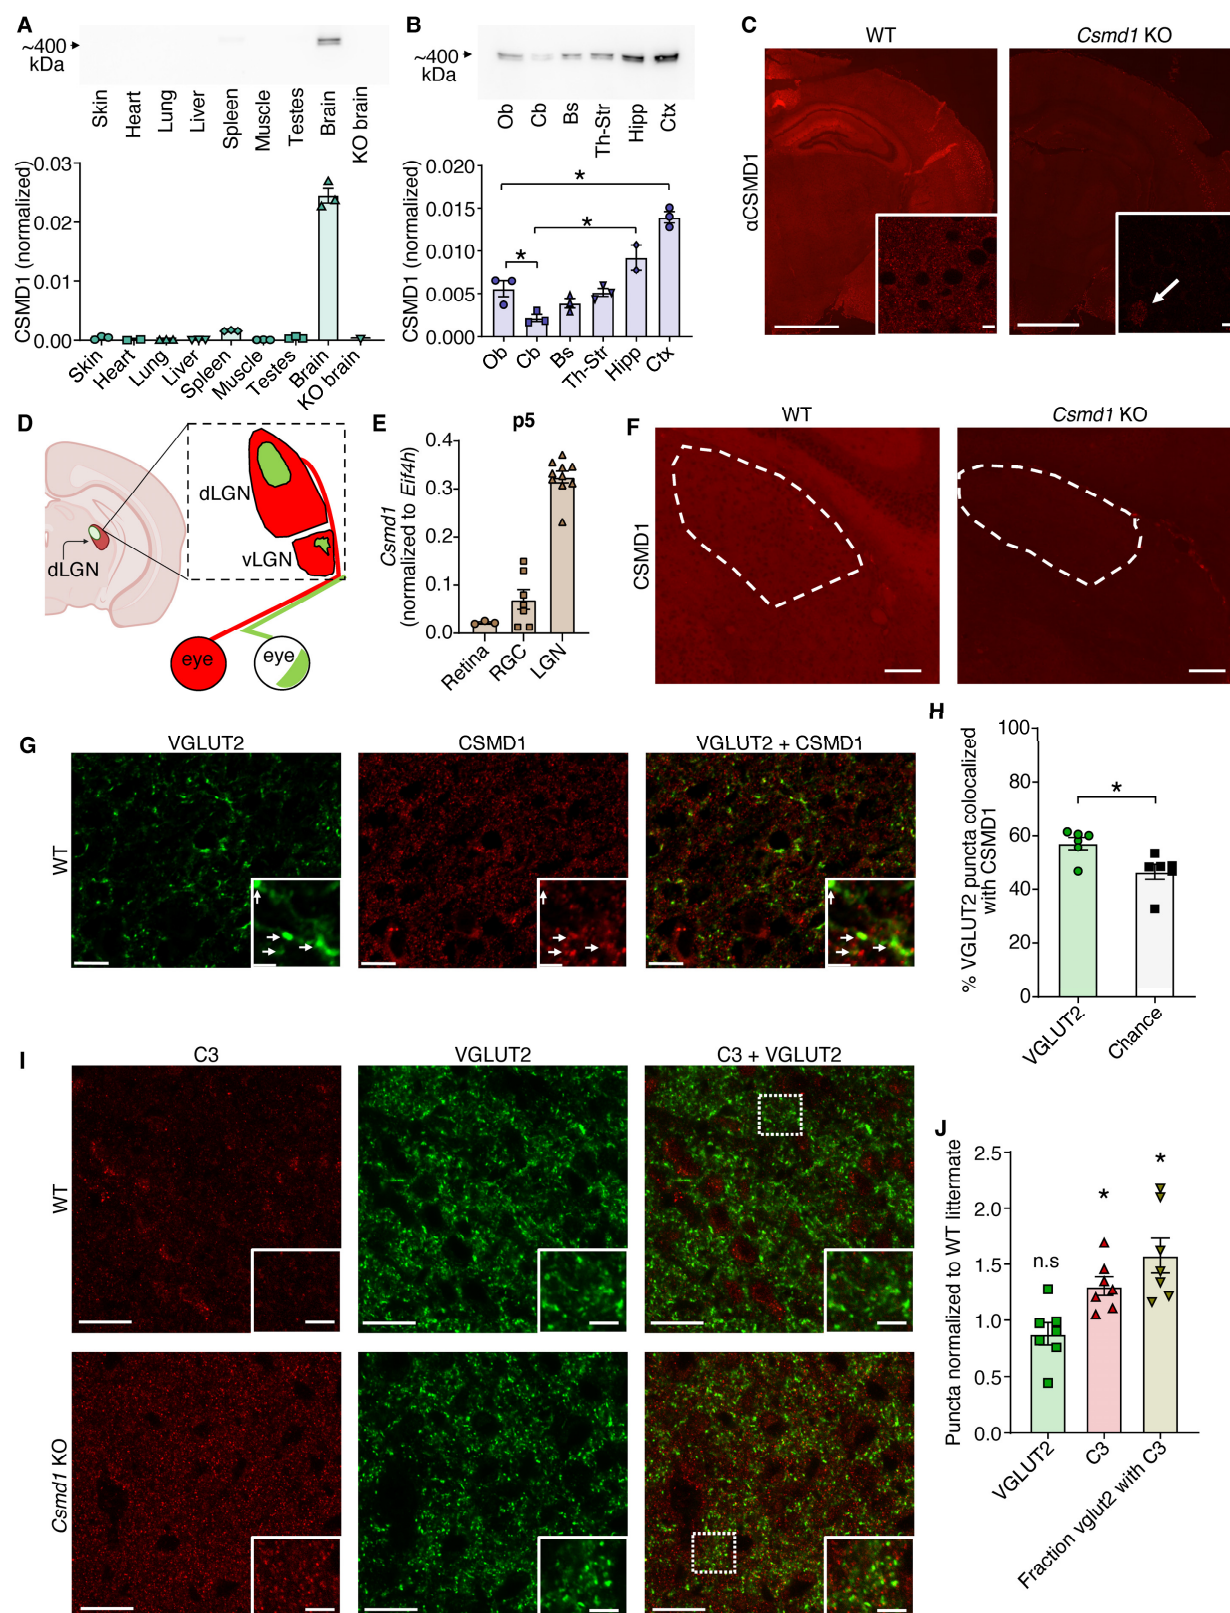 A
~400
kDa
Skin
Heart
Lung
Liver
Spleen
Muscle
Testes
Brain
KO brain
CSMD1 (normalized)
0.03
0.02
0.01
0.00
Skin
Heart
Lung
Liver
Spleen
Muscle
Testes
Brain
KO brain
B
~400
kDa
Ob
Cb
Bs
Th-Str
Hipp
Ctx
CSMD1 (normalized)
0.020
0.015
0.010
0.005
0.000
*
*
*
Ob
Cb
Bs
Th-Str
Hipp
Ctx
C
WT
Csmd1 KO
αCSMD1
D
dLGN
dLGN
vLGN
eye
eye
E
p5
Csmd1
(normalized to Eif4h)
0.4
0.3
0.2
0.1
0.0
Retina
RGC
LGN
F
WT
Csmd1 KO
CSMD1
G
VGLUT2
CSMD1
VGLUT2 + CSMD1
WT
H
% VGLUT2 puncta colocalized
with CSMD1
100
80
60
40
20
0
*
VGLUT2
Chance
I
C3
VGLUT2
C3 + VGLUT2
WT
Csmd1 KO
J
Puncta normalized to WT littermate
2.5
2.0
1.5
1.0
0.5
0.0
n.s
*
*
VGLUT2
C3
Fraction vglut2 with C3